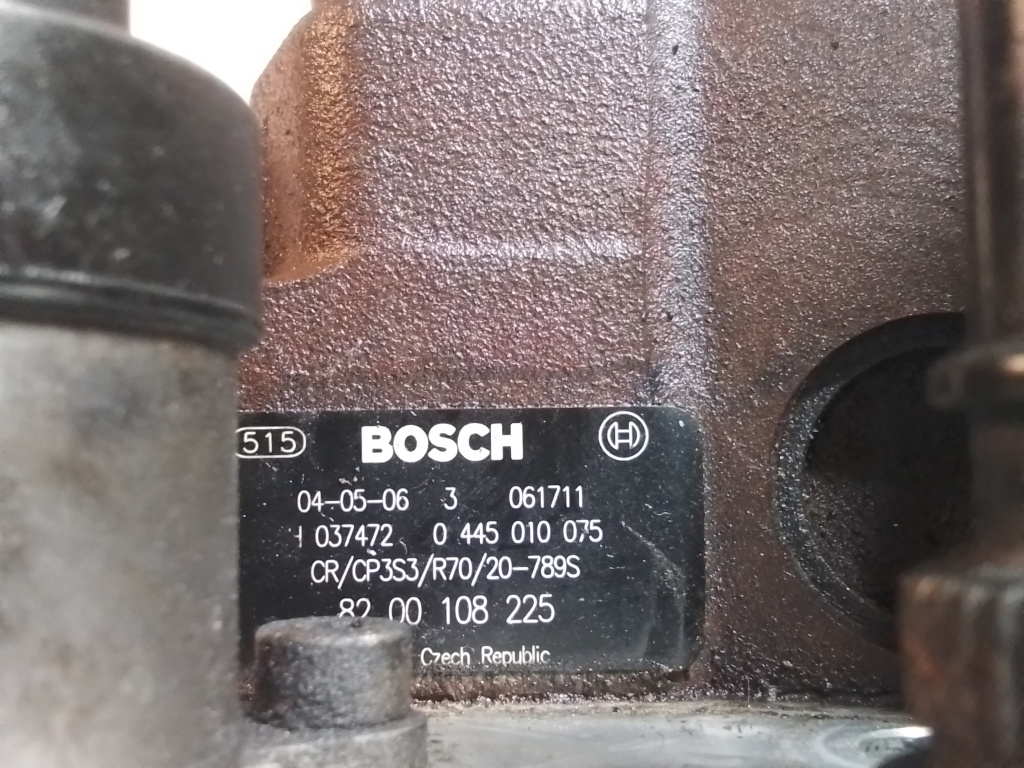 515 BOSCH
04-05-06 3 061711
H 037472 0 445 010 075
CR/CP3S3/R70/20-789S
82 00 108 225
Czech Republic